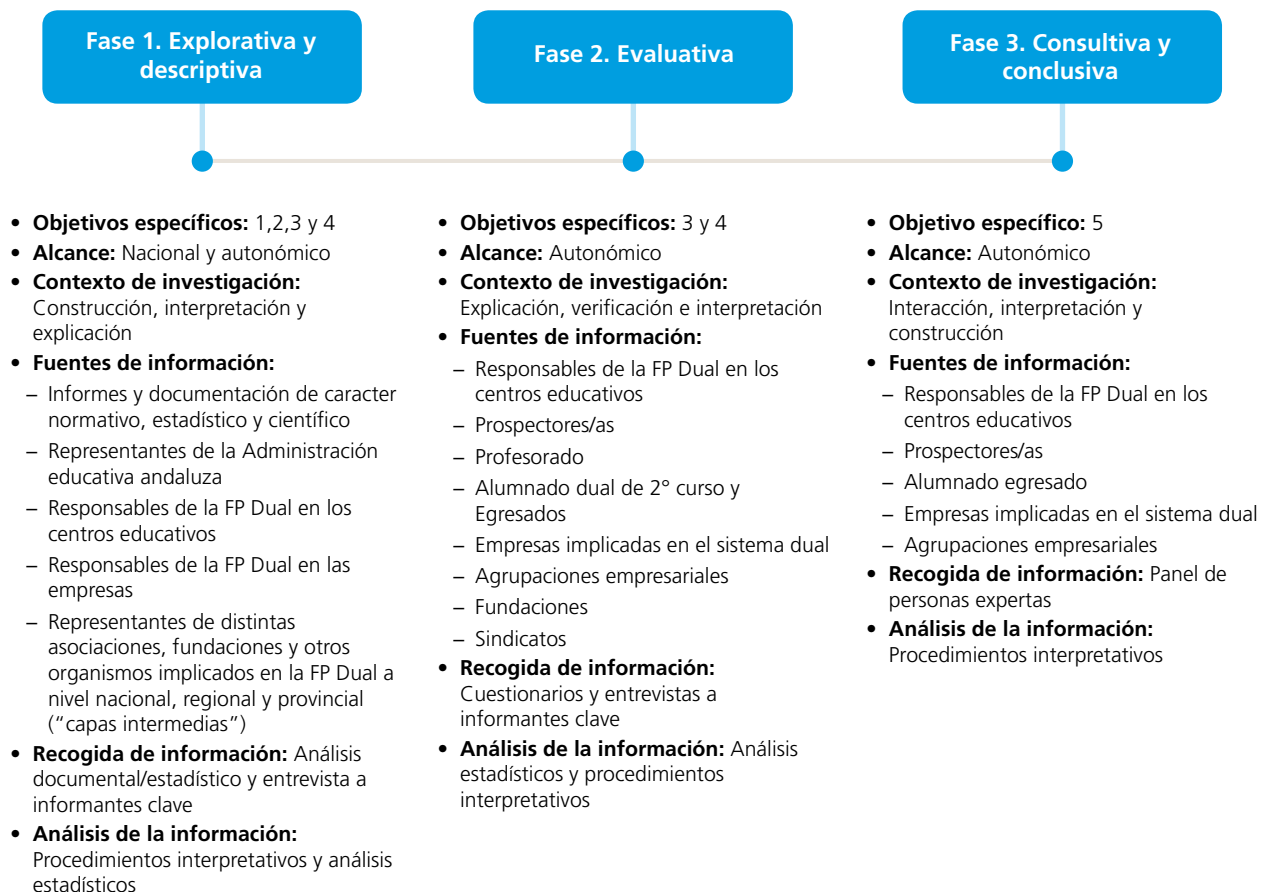 Fase 1. Explorativa y
descriptiva
Fase 2. Evaluativa
Fase 3. Consultiva y
conclusiva
• Objetivos específicos: 1,2,3 y 4
• Alcance: Nacional y autonómico
• Contexto de investigación:
Construcción, interpretación y
explicación
• Fuentes de información:
– Informes y documentación de caracter
normativo, estadístico y científico
– Representantes de la Administración
educativa andaluza
– Responsables de la FP Dual en los
centros educativos
– Responsables de la FP Dual en las
empresas
– Representantes de distintas
asociaciones, fundaciones y otros
organismos implicados en la FP Dual a
nivel nacional, regional y provincial
(“capas intermedias”)
• Recogida de información: Análisis
documental/estadístico y entrevista a
informantes clave
• Análisis de la información:
Procedimientos interpretativos y análisis
estadísticos
• Objetivos específicos: 3 y 4
• Alcance: Autonómico
• Contexto de investigación:
Explicación, verificación e interpretación
• Fuentes de información:
– Responsables de la FP Dual en los
centros educativos
– Prospectores/as
– Profesorado
– Alumnado dual de 2° curso y
Egresados
– Empresas implicadas en el sistema dual
– Agrupaciones empresariales
– Fundaciones
– Sindicatos
• Recogida de información:
Cuestionarios y entrevistas a
informantes clave
• Análisis de la información: Análisis
estadísticos y procedimientos
interpretativos
• Objetivo específico: 5
• Alcance: Autonómico
• Contexto de investigación:
Interacción, interpretación y
construcción
• Fuentes de información:
– Responsables de la FP Dual en los
centros educativos
– Prospectores/as
– Alumnado egresado
– Empresas implicadas en el sistema dual
– Agrupaciones empresariales
• Recogida de información: Panel de
personas expertas
• Análisis de la información:
Procedimientos interpretativos